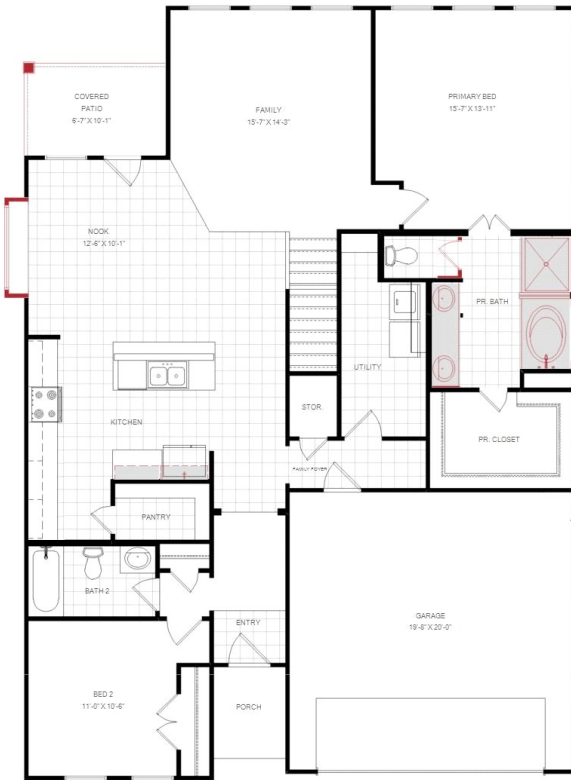 COVERED
PATIO
6'-7" X 10'-1"
FAMILY
15'-7" X 14'-3"
PRIMARY BED
15'-7" X 13'-11"
NOOK
12'-6" X 10'-1"
PR. BATH
UTILITY
STOR.
KITCHEN
PR. CLOSET
FAMILY FOYER
PANTRY
BATH 2
ENTRY
GARAGE
19'-8" X 20'-0"
BED 2
11'-0" X 10'-6"
PORCH